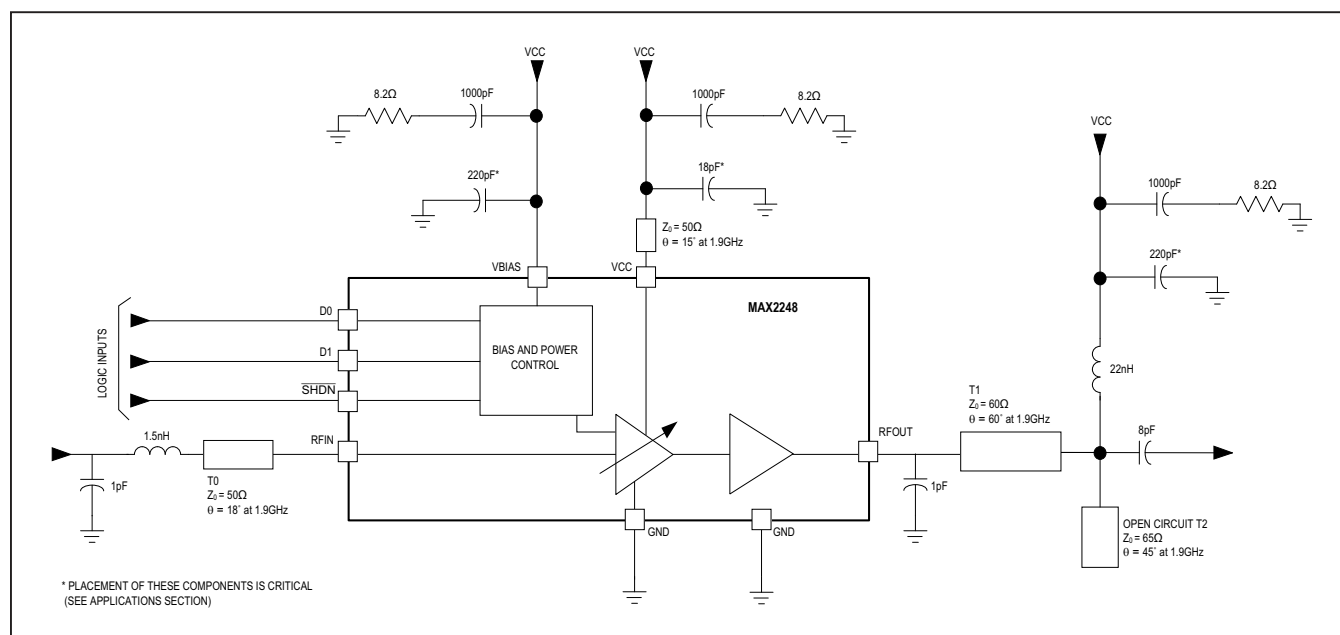 VCC
8.2Ω
1000pF
220pF*
VCC
1000pF
8.2Ω
18pF*
Z0 = 50Ω
θ = 15° at 1.9GHz
VCC
1000pF
8.2Ω
220pF*
22nH
VBIAS
VCC
MAX2248
LOGIC INPUTS
D0
D1
SHDN
BIAS AND POWER
CONTROL
RFIN
1.5nH
1pF
T0
Z0 = 50Ω
θ = 18° at 1.9GHz
RFOUT
T1
Z0 = 60Ω
θ = 60° at 1.9GHz
8pF
1pF
GND
GND
OPEN CIRCUIT T2
Z0 = 65Ω
θ = 45° at 1.9GHz
* PLACEMENT OF THESE COMPONENTS IS CRITICAL
(SEE APPLICATIONS SECTION)